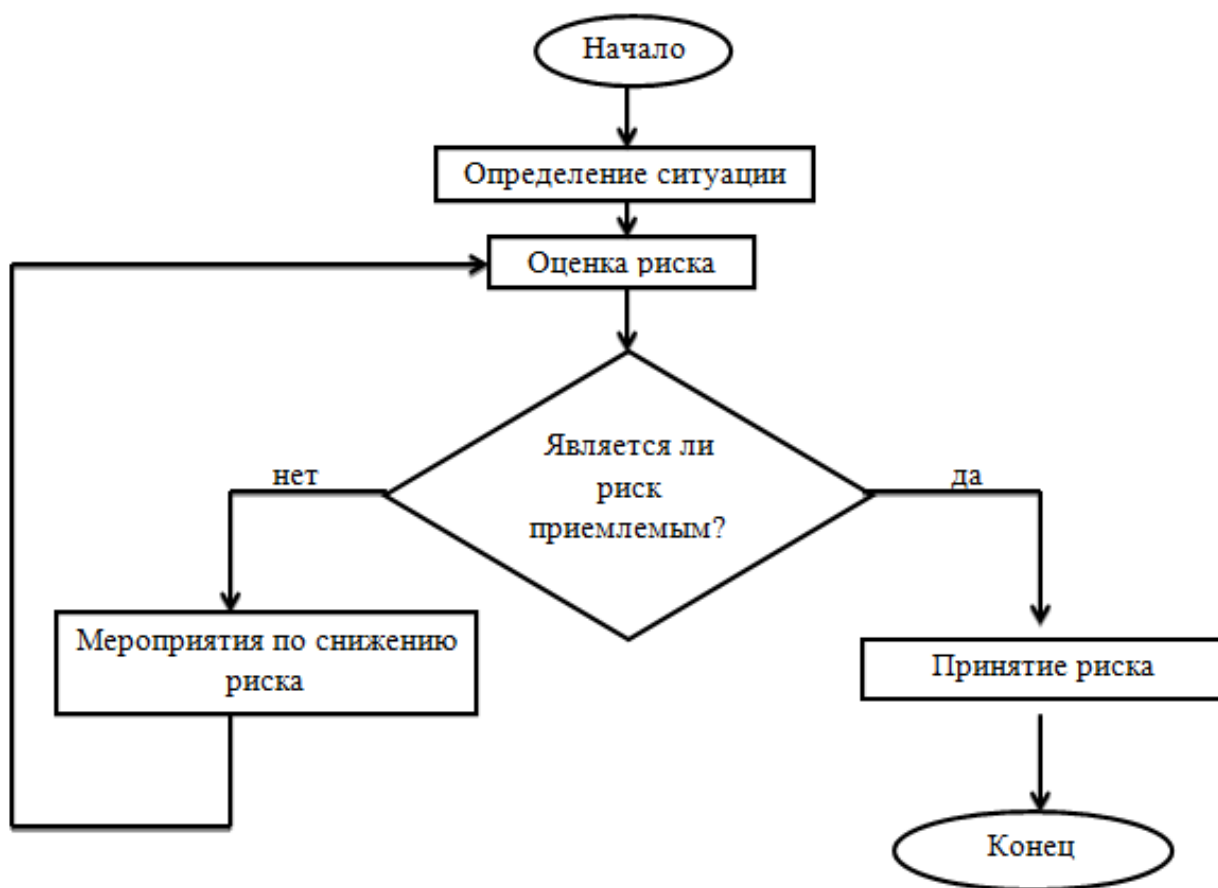 Начало
Определение ситуации
Оценка риска
Является ли
риск
приемлемым?
нет
да
Мероприятия по снижению
риска
Принятие риска
Конец